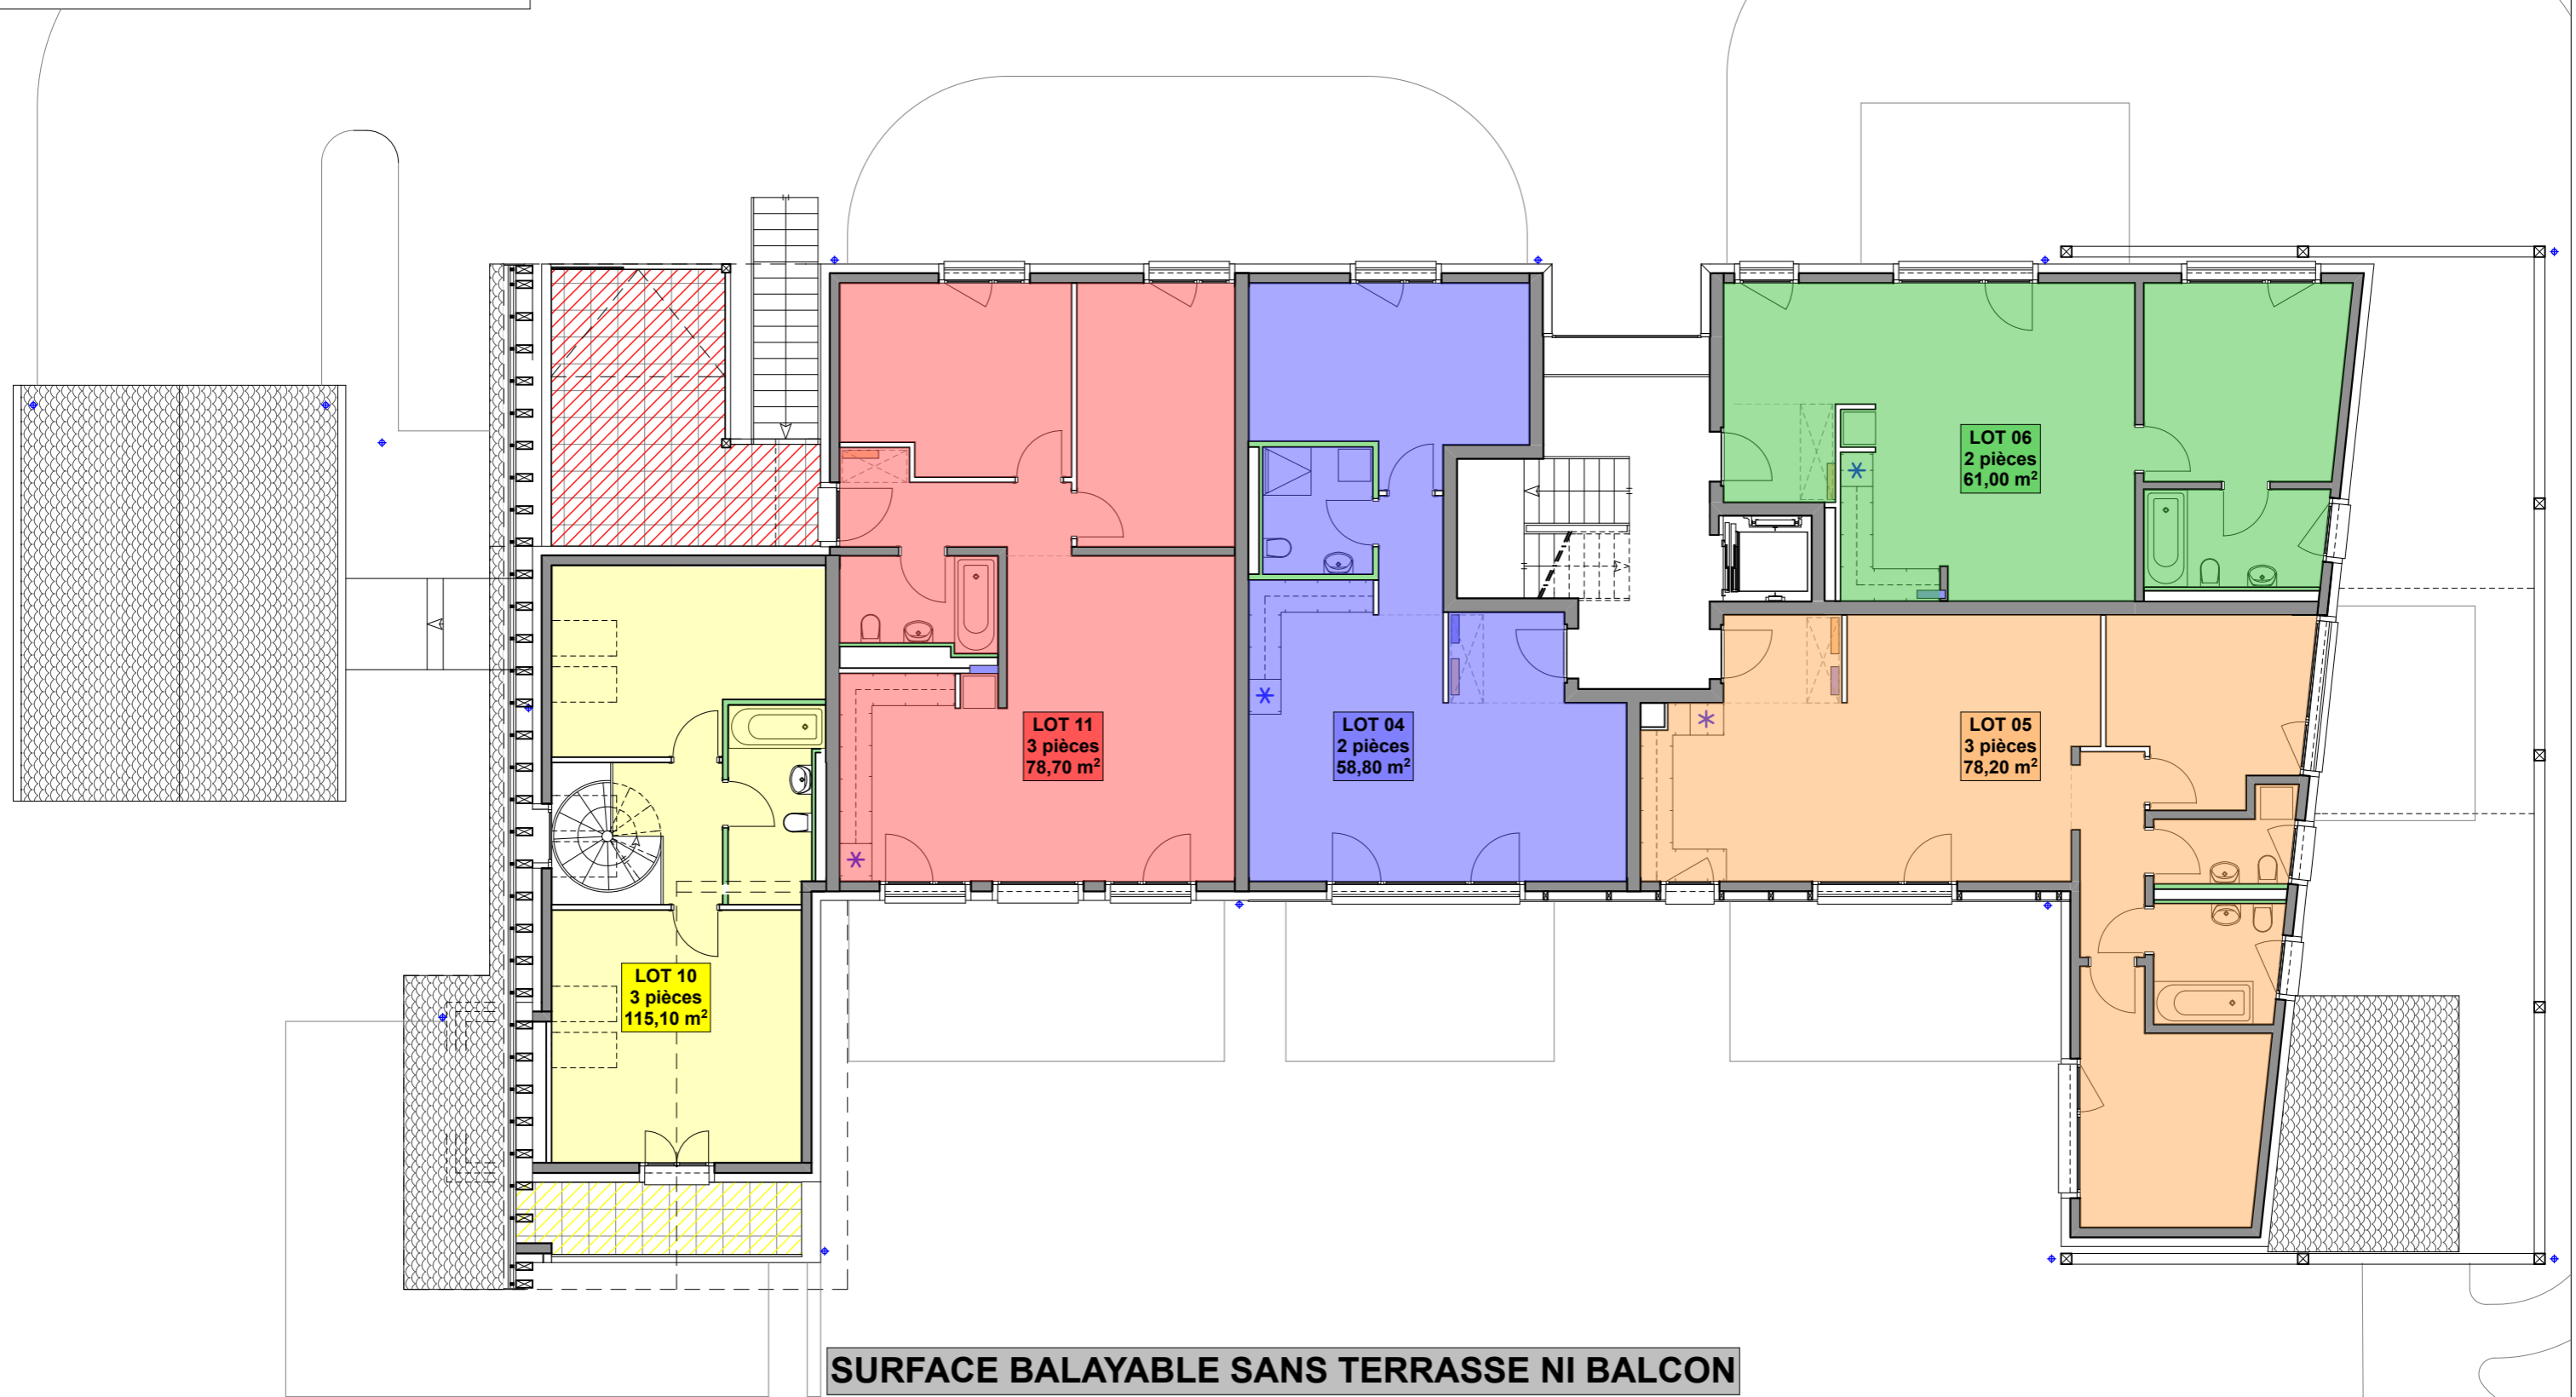 LOT 06
2 pièces
61,00 m²
LOT 11
3 pièces
78,70 m²
LOT 04
2 pièces
58,80 m²
LOT 05
3 pièces
78,20 m²
LOT 10
3 pièces
115,10 m²
SURFACE BALAYABLE SANS TERRASSE NI BALCON